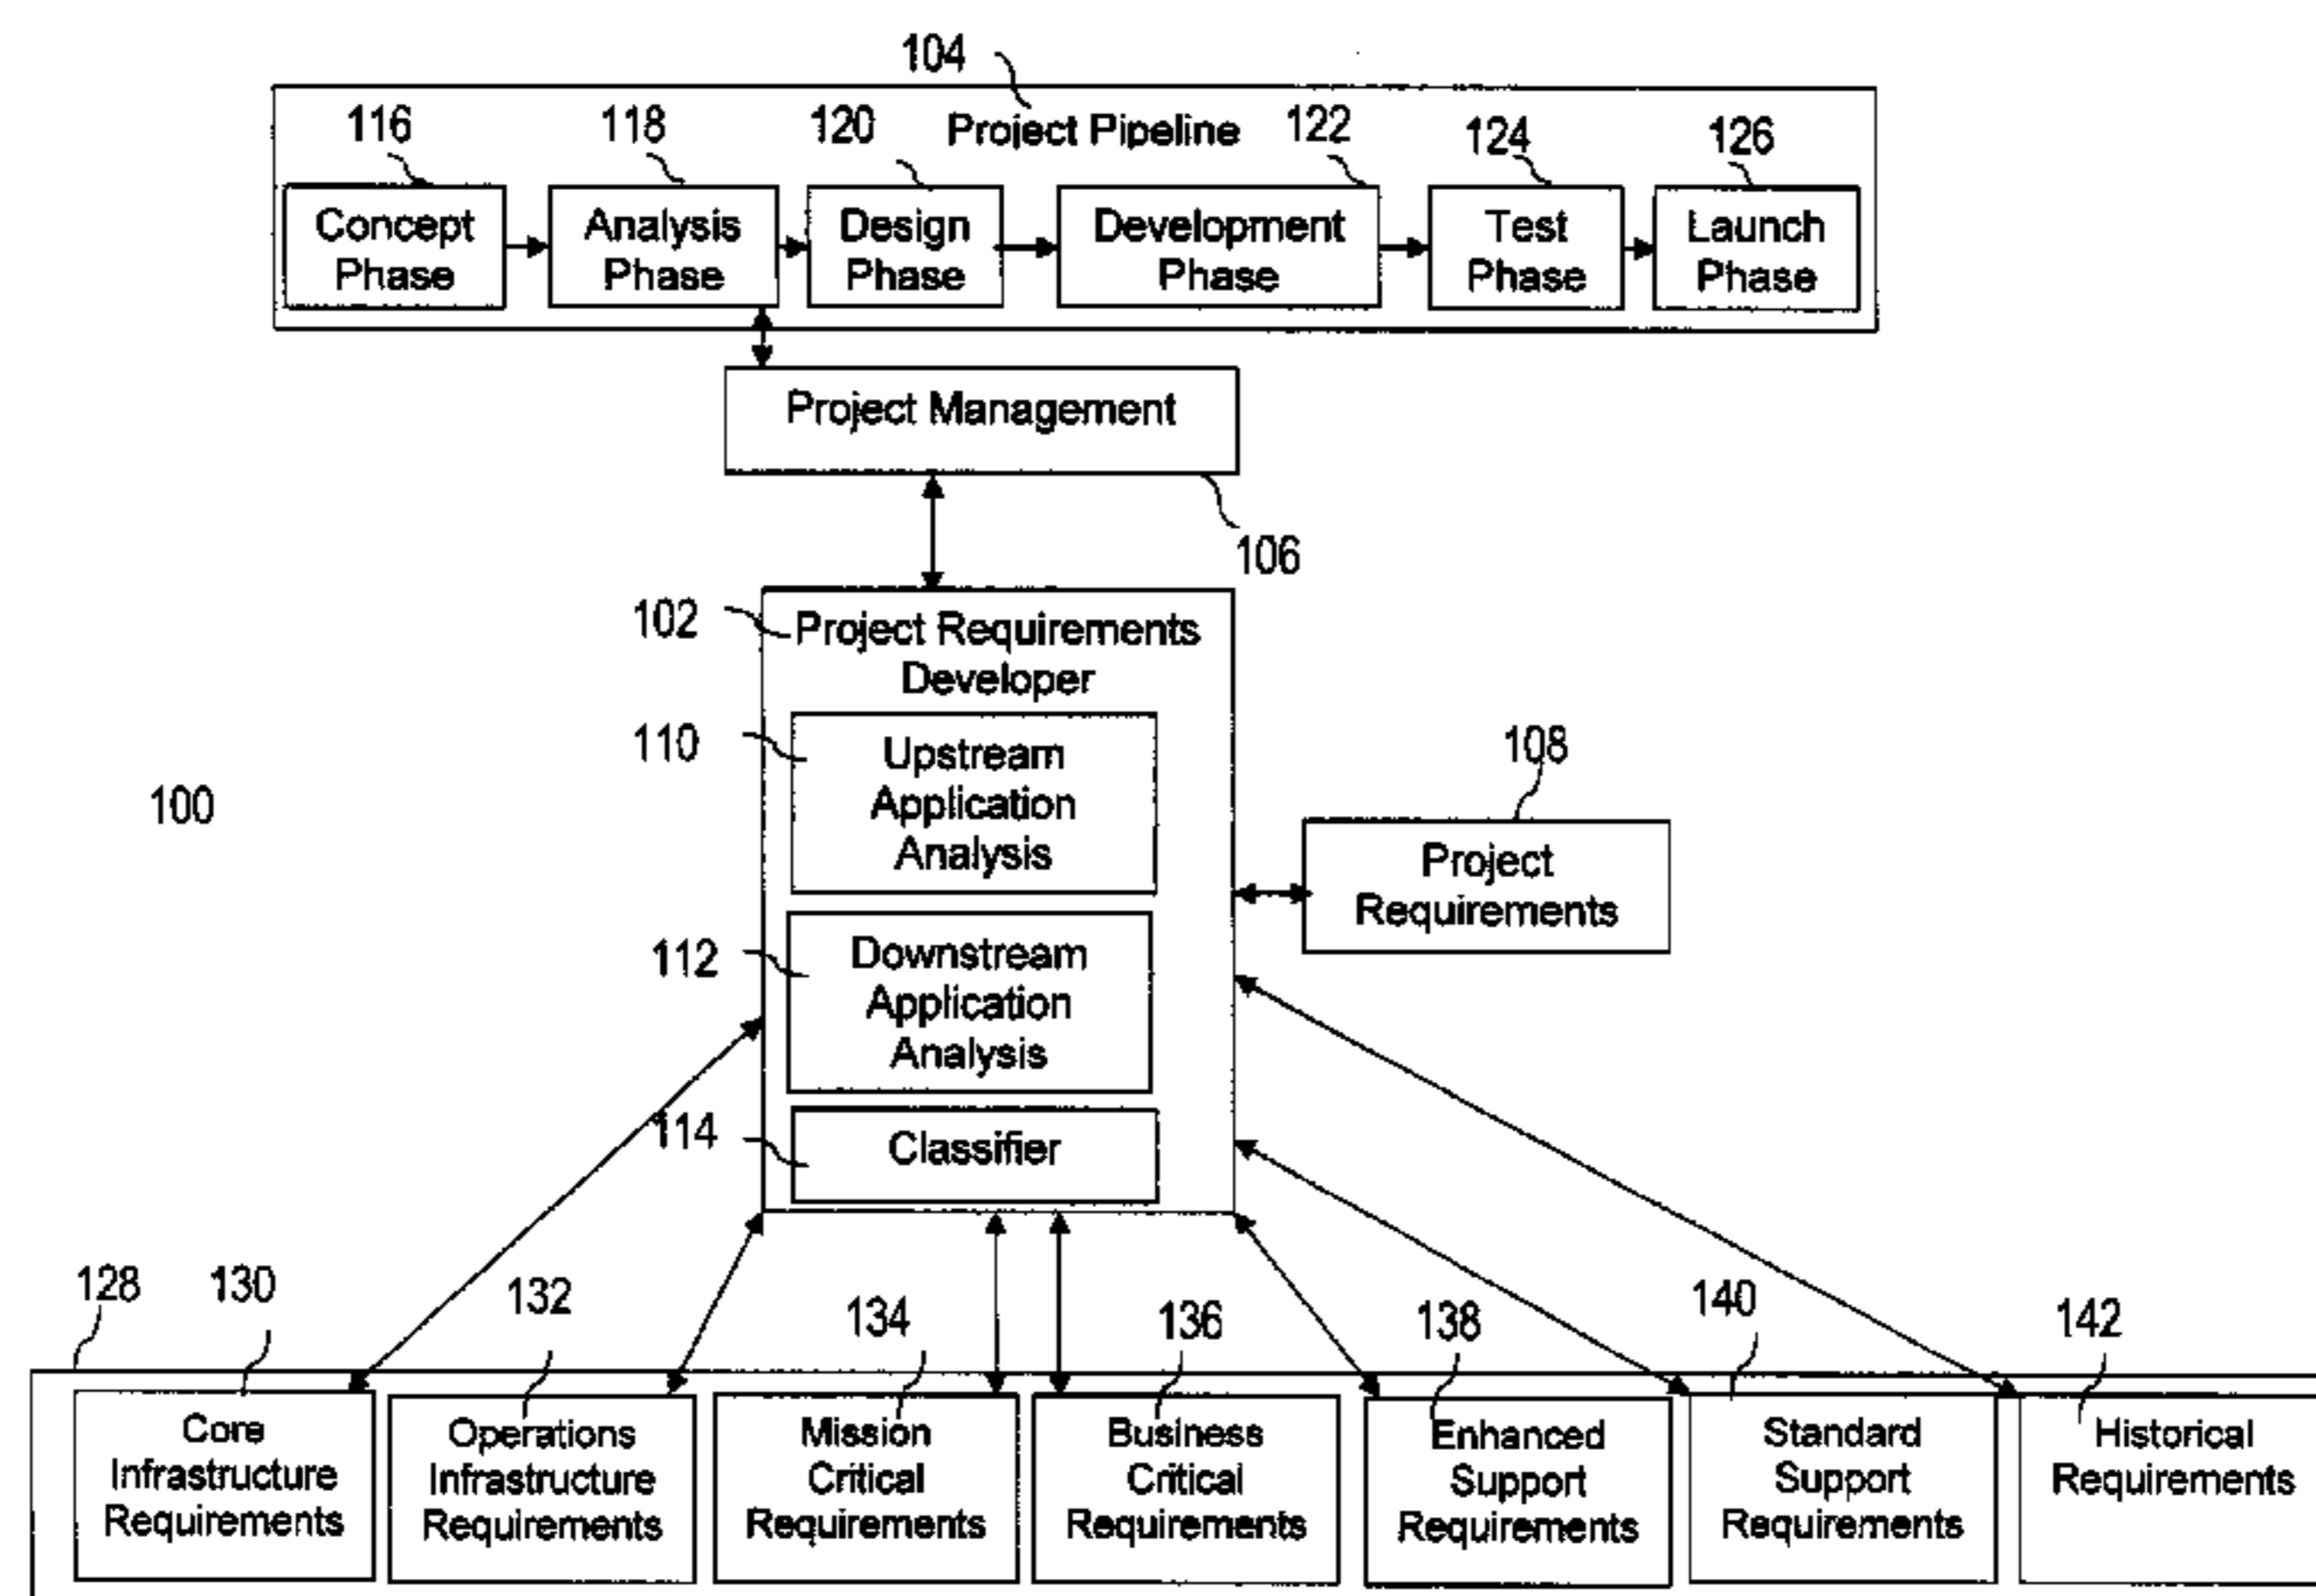 104
116
118
120
Project Pipeline
122
124
126
Concept
Phase
Analysis
Phase
Design
Phase
Development
Phase
Test
Phase
Launch
Phase
Project Management
106
102
Project Requirements
Developer
110
Upstream
Application
Analysis
108
100
Project
Requirements
112
Downstream
Application
Analysis
114
Classifier
128
130
132
134
136
138
140
142
Core
Infrastructure
Requirements
Operations
Infrastructure
Requirements
Mission
Critical
Requirements
Business
Critical
Requirements
Enhanced
Support
Requirements
Standard
Support
Requirements
Historical
Requirements